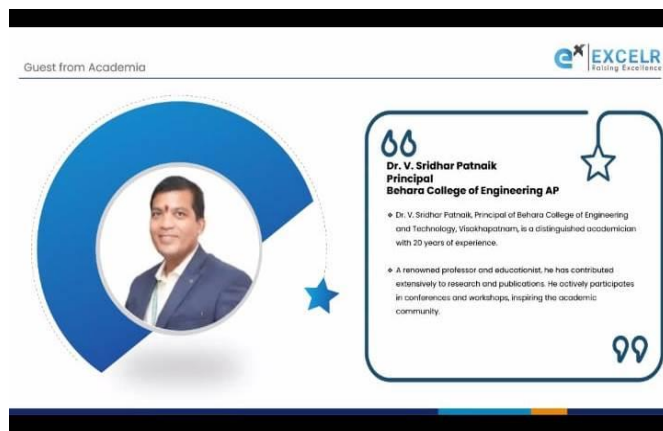 Guest from Academia
ex EXCELR
Raising Excellence
Dr. V. Sridhar Patnaik
Principal
Behara College of Engineering AP
Dr. V. Sridhar Patnaik, Principal of Behara College of Engineering
and Technology, Visakhapatnam, is a distinguished academician
with 20 years of experience.
A renowned professor and educationist, he has contributed
extensively to research and publications. He actively participates
in conferences and workshops, inspiring the academic
community.